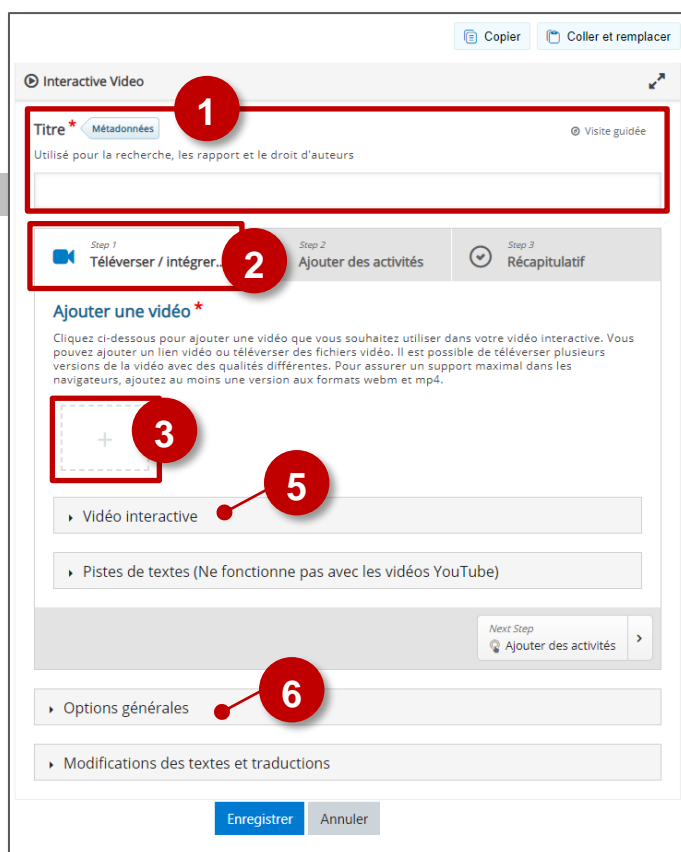 Copier Coller et remplacer
Interactive Video
1
Titre * Métadonnées Visite guidée
Utilisé pour la recherche, les rapport et le droit d'auteurs
Step 1 Step 2 Step 3
Téléverser / intégrer.. 2 Ajouter des activités Récapitulatif
Ajouter une vidéo *
Cliquez ci-dessous pour ajouter une vidéo que vous souhaitez utiliser dans votre vidéo interactive. Vous
pouvez ajouter un lien vidéo ou téléverser des fichiers vidéo. Il est possible de téléverser plusieurs
versions de la vidéo avec des qualités différentes. Pour assurer un support maximal dans les
navigateurs, ajoutez au moins une version aux formats webm et mp4.
+ 3
5
Vidéo interactive
Pistes de textes (Ne fonctionne pas avec les vidéos YouTube)
Next Step
Ajouter des activités
6
Options générales
Modifications des textes et traductions
Enregistrer Annuler